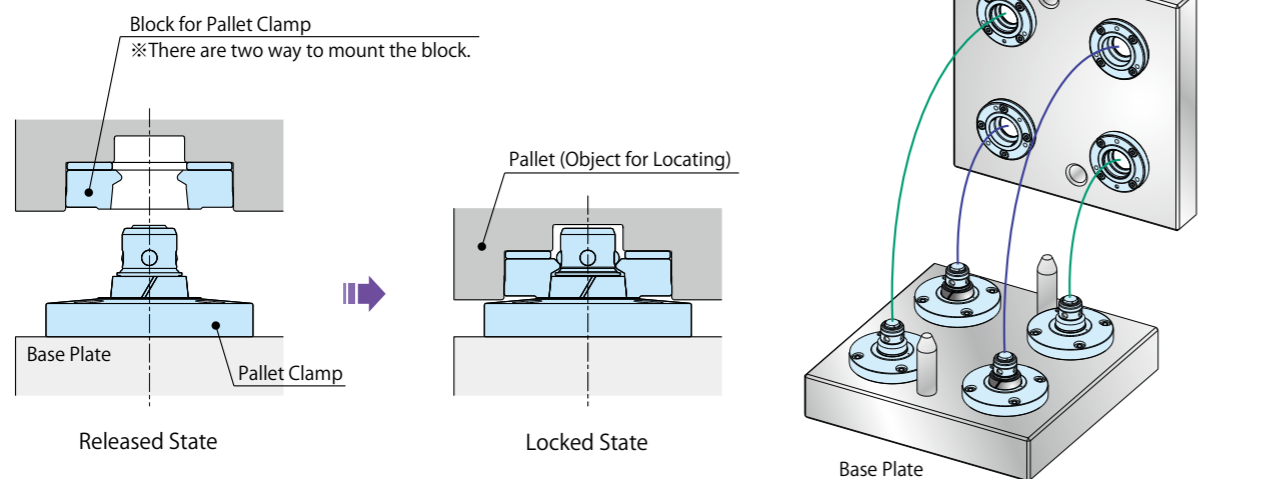 Block for Pallet Clamp
※There are two way to mount the block.
Pallet (Object for Locating)
Base Plate
Pallet Clamp
Released State
Locked State
Base Plate